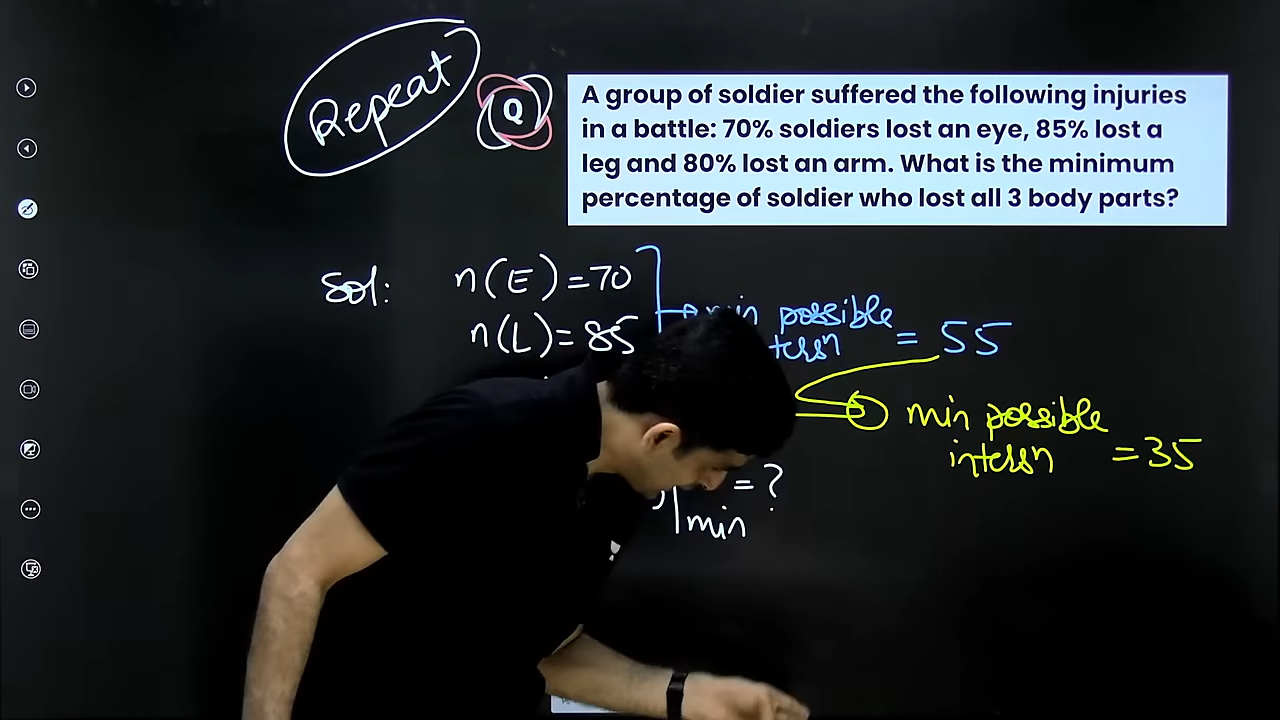 Repeat
Q
A group of soldier suffered the following injuries
in a battle: 70% soldiers lost an eye, 85% lost a
leg and 80% lost an arm. What is the minimum
percentage of soldier who lost all 3 body parts?
Sol:
n(E)=70
n(L)=85
possible
= 55
min possible
intersn
=35
= ?
min